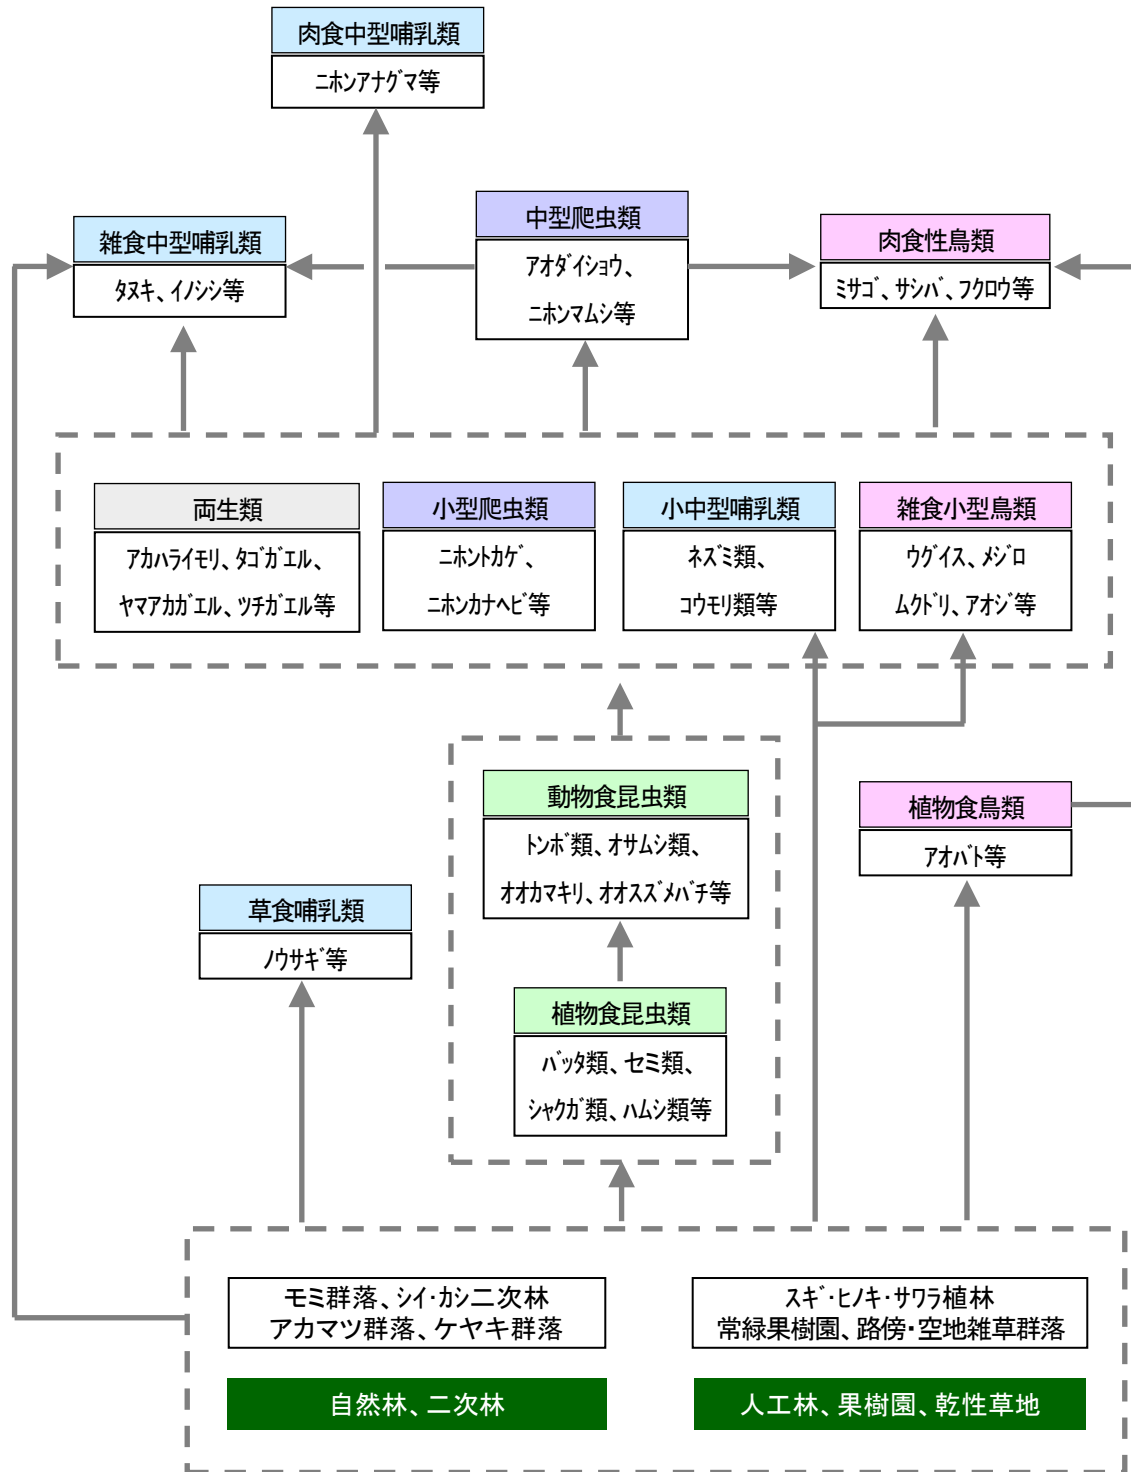 肉食中型哺乳類
ﾆﾎﾝｱﾅｸﾞﾏ等
雑食中型哺乳類
ﾀﾇｷ、ｲﾉｼｼ等
中型爬虫類
ｱｵﾀﾞｲｼｮｳ、
ﾆﾎﾝﾏﾑｼ等
肉食性鳥類
ﾐｻｺﾞ、ｻｼﾊﾞ、ﾌｸﾛｳ等
両生類
ｱｶﾊﾗｲﾓﾘ、ﾀｺﾞｶﾞｴﾙ、
ﾔﾏｱｶｶﾞｴﾙ、ﾂﾁｶﾞｴﾙ等
小型爬虫類
ﾆﾎﾝﾄｶｹﾞ、
ﾆﾎﾝｶﾅﾍﾋﾞ等
小中型哺乳類
ﾈｽﾞﾐ類、
ｺｳﾓﾘ類等
雑食小型鳥類
ｳｸﾞｲｽ、ﾒｼﾞﾛ
ﾑｸﾄﾞﾘ、ｱｵｼﾞ等
動物食昆虫類
ﾄﾝﾎﾞ類、ｵｻﾑｼ類、
ｵｵｶﾏｷﾘ、ｵｵｽｽﾞﾒﾊﾞﾁ等
植物食鳥類
ｱｵﾊﾞﾄ等
草食哺乳類
ﾉｳｻｷﾞ等
植物食昆虫類
ﾊﾞｯﾀ類、セミ類、
ｼｬｸｶﾞ類、ﾊﾑｼ類等
モミ群落、ｼｲ･ｶｼ二次林
アカマツ群落、ケヤキ群落
ｽｷﾞ･ﾋﾉｷ･ｻﾜﾗ植林
常緑果樹園、路傍・空地雑草群落
自然林、二次林
人工林、果樹園、乾性草地